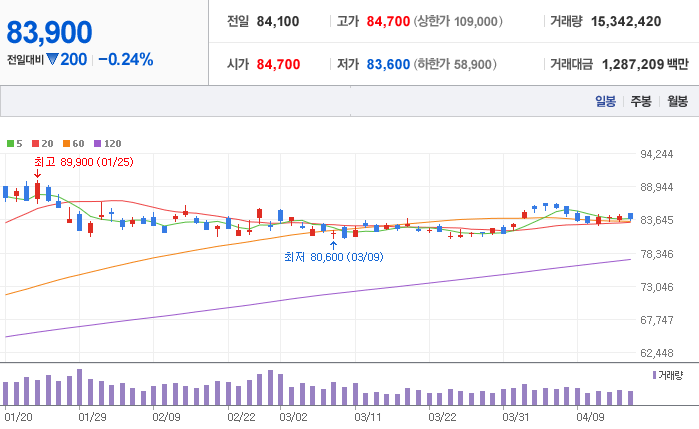 83,900
전일대비 ▼200 -0.24%
전일 84,100 고가 84,700 (상한가 109,000) 거래량 15,342,420
시가 84,700 저가 83,600 (하한가 58,900) 거래대금 1,287,209 백만
일봉 주봉 월봉
5 20 60 120
94,244
최고 89,900 (01/25)
88,944
83,645
최저 80,600 (03/09)
78,346
73,046
67,747
62,448
거래량
01/20 01/29 02/09 02/22 03/02 03/11 03/22 03/31 04/09